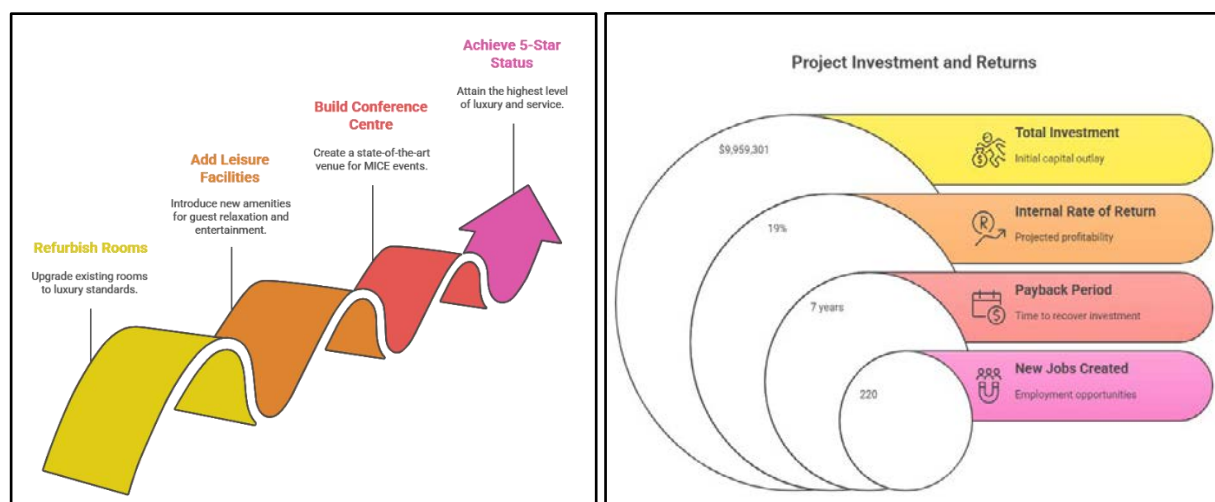 Achieve 5-Star
Status
Attain the highest level
of luxury and service.
Build Conference
Centre
Create a state-of-the-art
venue for MICE events.
Add Leisure
Facilities
Introduce new amenities
for guest relaxation and
entertainment.
Refurbish Rooms
Upgrade existing rooms
to luxury standards.
Project Investment and Returns
$9,959,301
Total Investment
Initial capital outlay
19%
R
Internal Rate of Return
Projected profitability
7 years
$
Payback Period
Time to recover investment
220
New Jobs Created
Employment opportunities